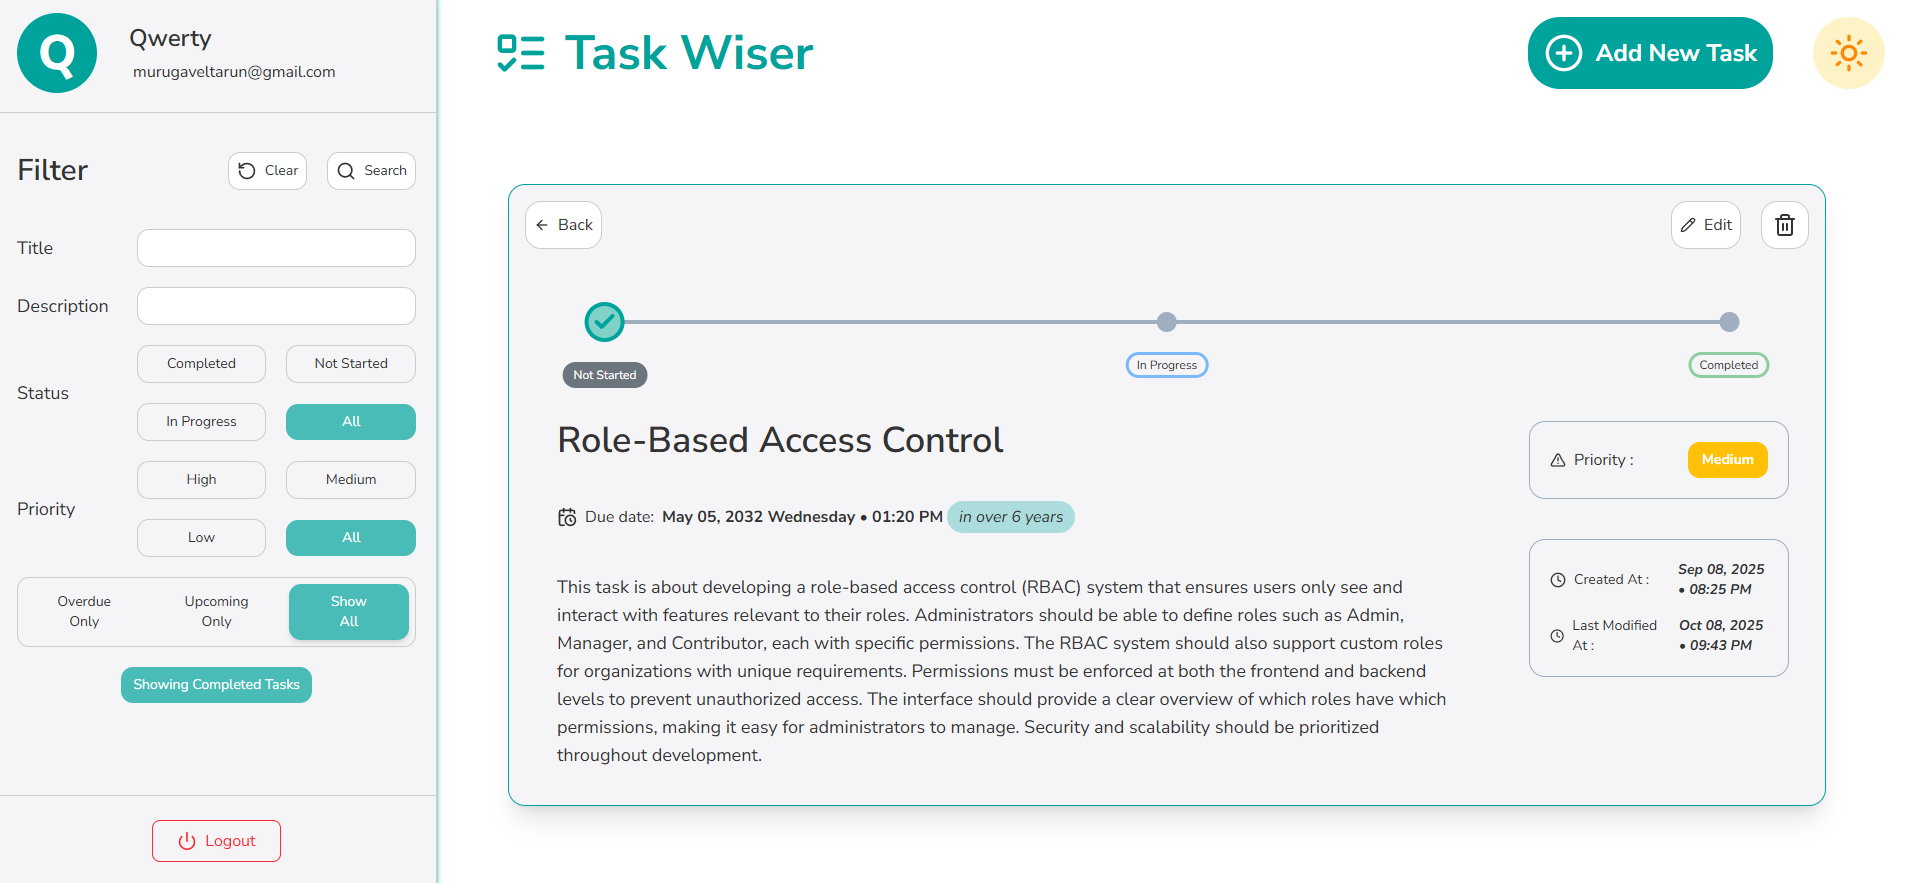 Q
Qwerty
murugaveltarun@gmail.com
Filter
Clear
Search
Title
Description
Status
Completed
Not Started
In Progress
All
Priority
High
Medium
Low
All
Overdue
Only
Upcoming
Only
Show
All
Showing Completed Tasks
Logout
Task Wiser
Add New Task
Back
Edit
Not Started
In Progress
Completed
Role-Based Access Control
Due date: May 05, 2032 Wednesday • 01:20 PM in over 6 years
This task is about developing a role-based access control (RBAC) system that ensures users only see and
interact with features relevant to their roles. Administrators should be able to define roles such as Admin,
Manager, and Contributor, each with specific permissions. The RBAC system should also support custom roles
for organizations with unique requirements. Permissions must be enforced at both the frontend and backend
levels to prevent unauthorized access. The interface should provide a clear overview of which roles have which
permissions, making it easy for administrators to manage. Security and scalability should be prioritized
throughout development.
Priority :
Medium
Created At :
Sep 08, 2025
• 08:25 PM
Last Modified
At :
Oct 08, 2025
• 09:43 PM